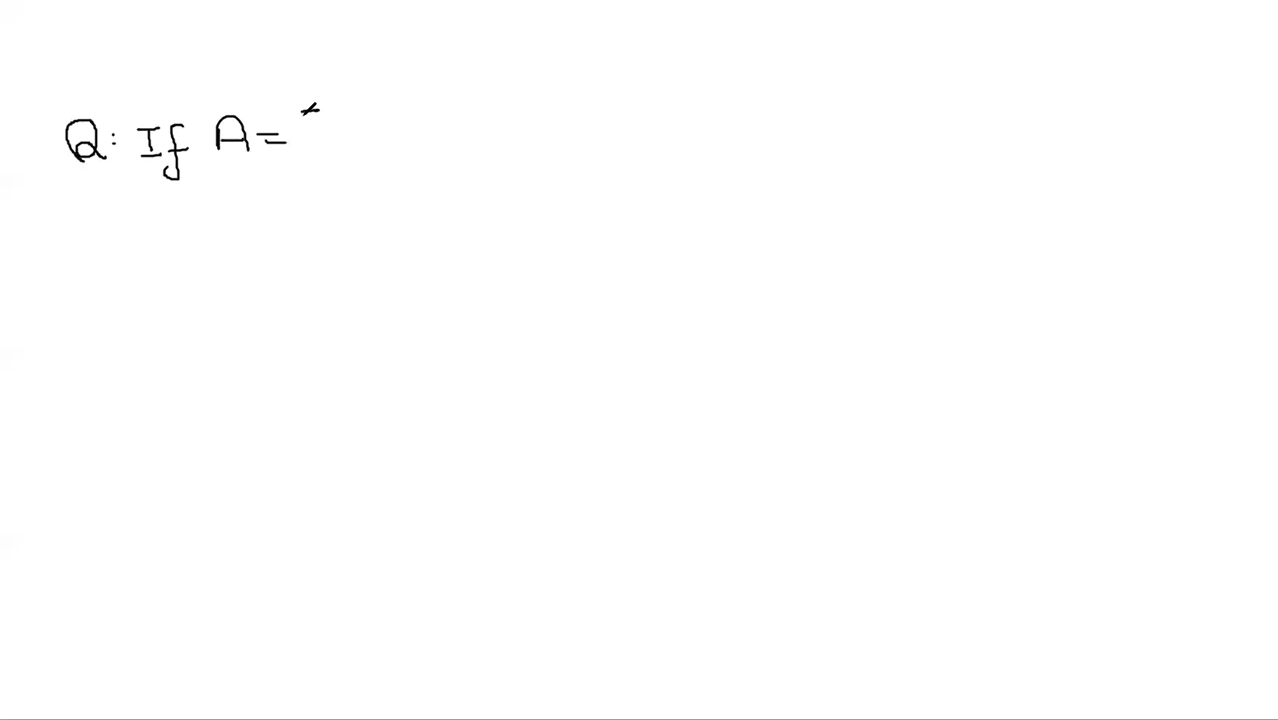 Q: If A =